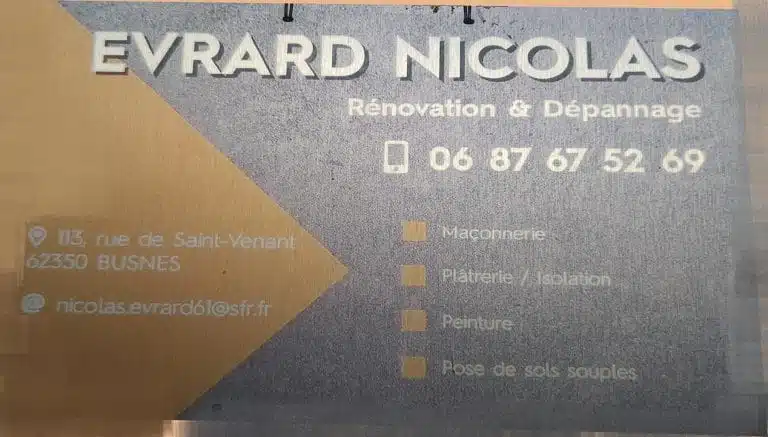 EVRARD NICOLAS
Rénovation & Dépannage
06 87 67 52 69
113, rue de Saint-Venant
62350 BUSNES
nicolas.evrard61@sfr.fr
Maçonnerie
Plâtrerie / Isolation
Peinture
Pose de sols souples